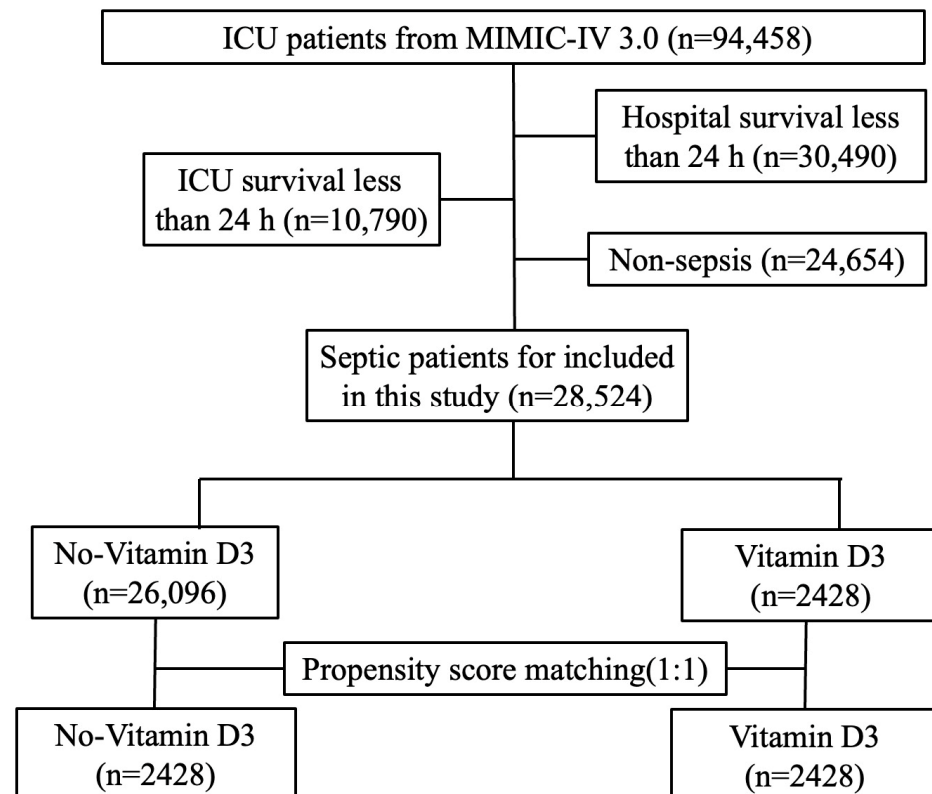 ICU patients from MIMIC-IV 3.0 (n=94,458)
Hospital survival less
than 24 h (n=30,490)
ICU survival less
than 24 h (n=10,790)
Non-sepsis (n=24,654)
Septic patients for included
in this study (n=28,524)
No-Vitamin D3
(n=26,096)
Vitamin D3
(n=2428)
Propensity score matching(1:1)
No-Vitamin D3
(n=2428)
Vitamin D3
(n=2428)